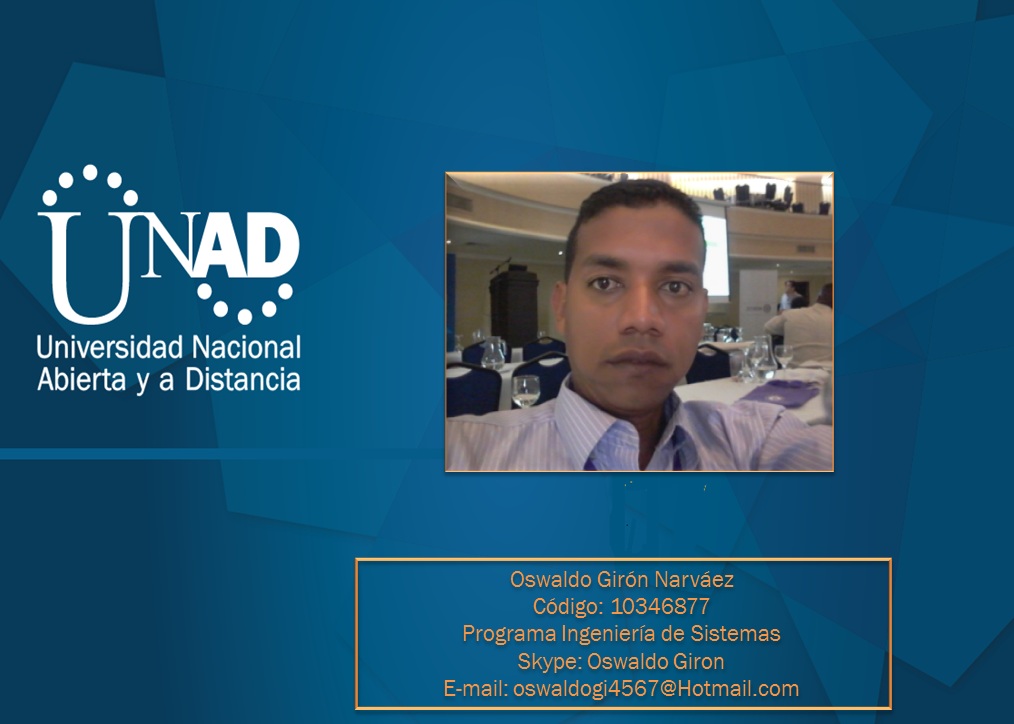 UNAD
Universidad Nacional
Abierta y a Distancia
Oswaldo Girón Narváez
Código: 10346877
Programa Ingeniería de Sistemas
Skype: Oswaldo Giron
E-mail: oswaldogi4567@Hotmail.com